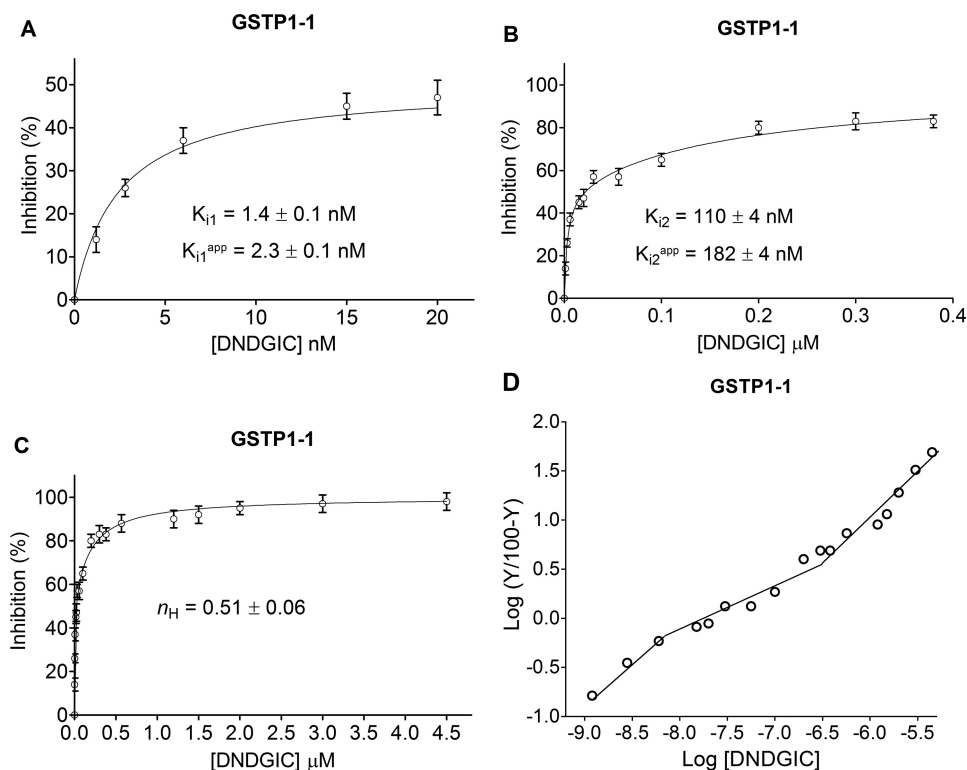 A
GSTP1-1
Inhibition (%)
50
40
30
20
10
0
K_i1 = 1.4 ± 0.1 nM
K_i1^app = 2.3 ± 0.1 nM
0 5 10 15 20
[DNDGIC] nM
B
GSTP1-1
Inhibition (%)
100
80
60
40
20
0
K_i2 = 110 ± 4 nM
K_i2^app = 182 ± 4 nM
0.0 0.1 0.2 0.3 0.4
[DNDGIC] μM
C
GSTP1-1
Inhibition (%)
100
80
60
40
20
0
n_H = 0.51 ± 0.06
0.0 0.5 1.0 1.5 2.0 2.5 3.0 3.5 4.0 4.5
[DNDGIC] μM
D
GSTP1-1
Log (Y/100-Y)
2.0
1.5
1.0
0.5
0.0
-0.5
-1.0
-9.0 -8.5 -8.0 -7.5 -7.0 -6.5 -6.0 -5.5
Log [DNDGIC]